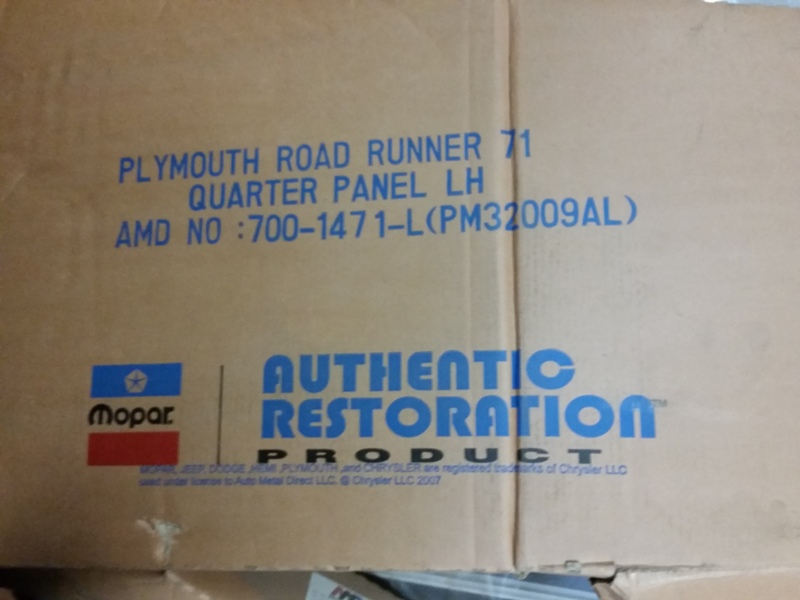 PLYMOUTH ROAD RUNNER 71
QUARTER PANEL LH
AMD NO :700-1471-L(PM32009AL)
Mopar
AUTHENTIC
RESTORATION™
PRODUCT
MOPAR, JEEP, DODGE ,HEMI ,PLYMOUTH ,and CHRYSLER are registered trademarks of Chrysler LLC
used under license to Auto Metal Direct LLC. @ Chrysler LLC 2007